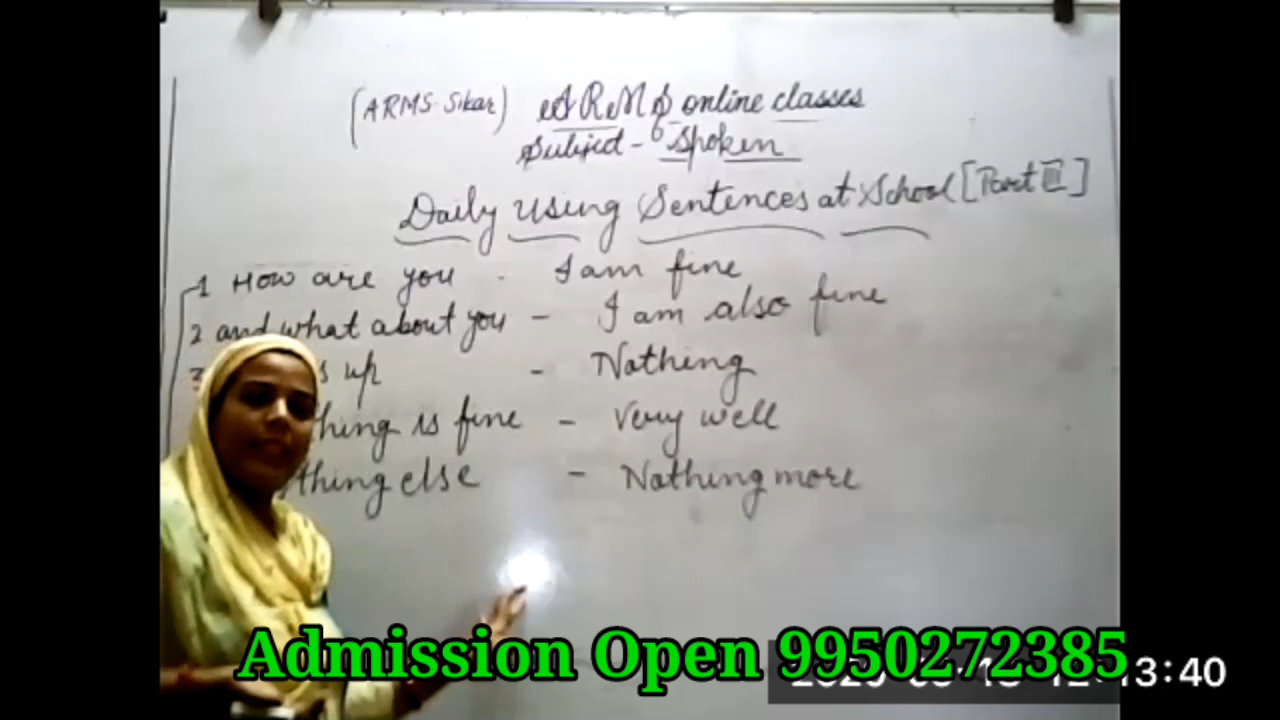 (ARMS-Sikar) ARMS online classes
Subject - Spoken
Daily Using Sentences at School [Part III]
1 How are you - I am fine
2 and what about you - I am also fine
3 up - Nothing
thing is fine - Very well
thing else - Nothing more
Admission Open 9950272385
13:40